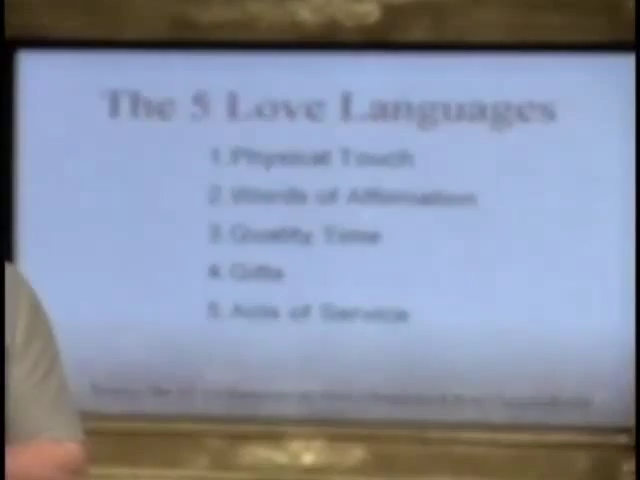 The 5 Love Languages
1. Physical Touch
2. Words of Affirmation
3. Quality Time
4. Gifts
5. Acts of Service